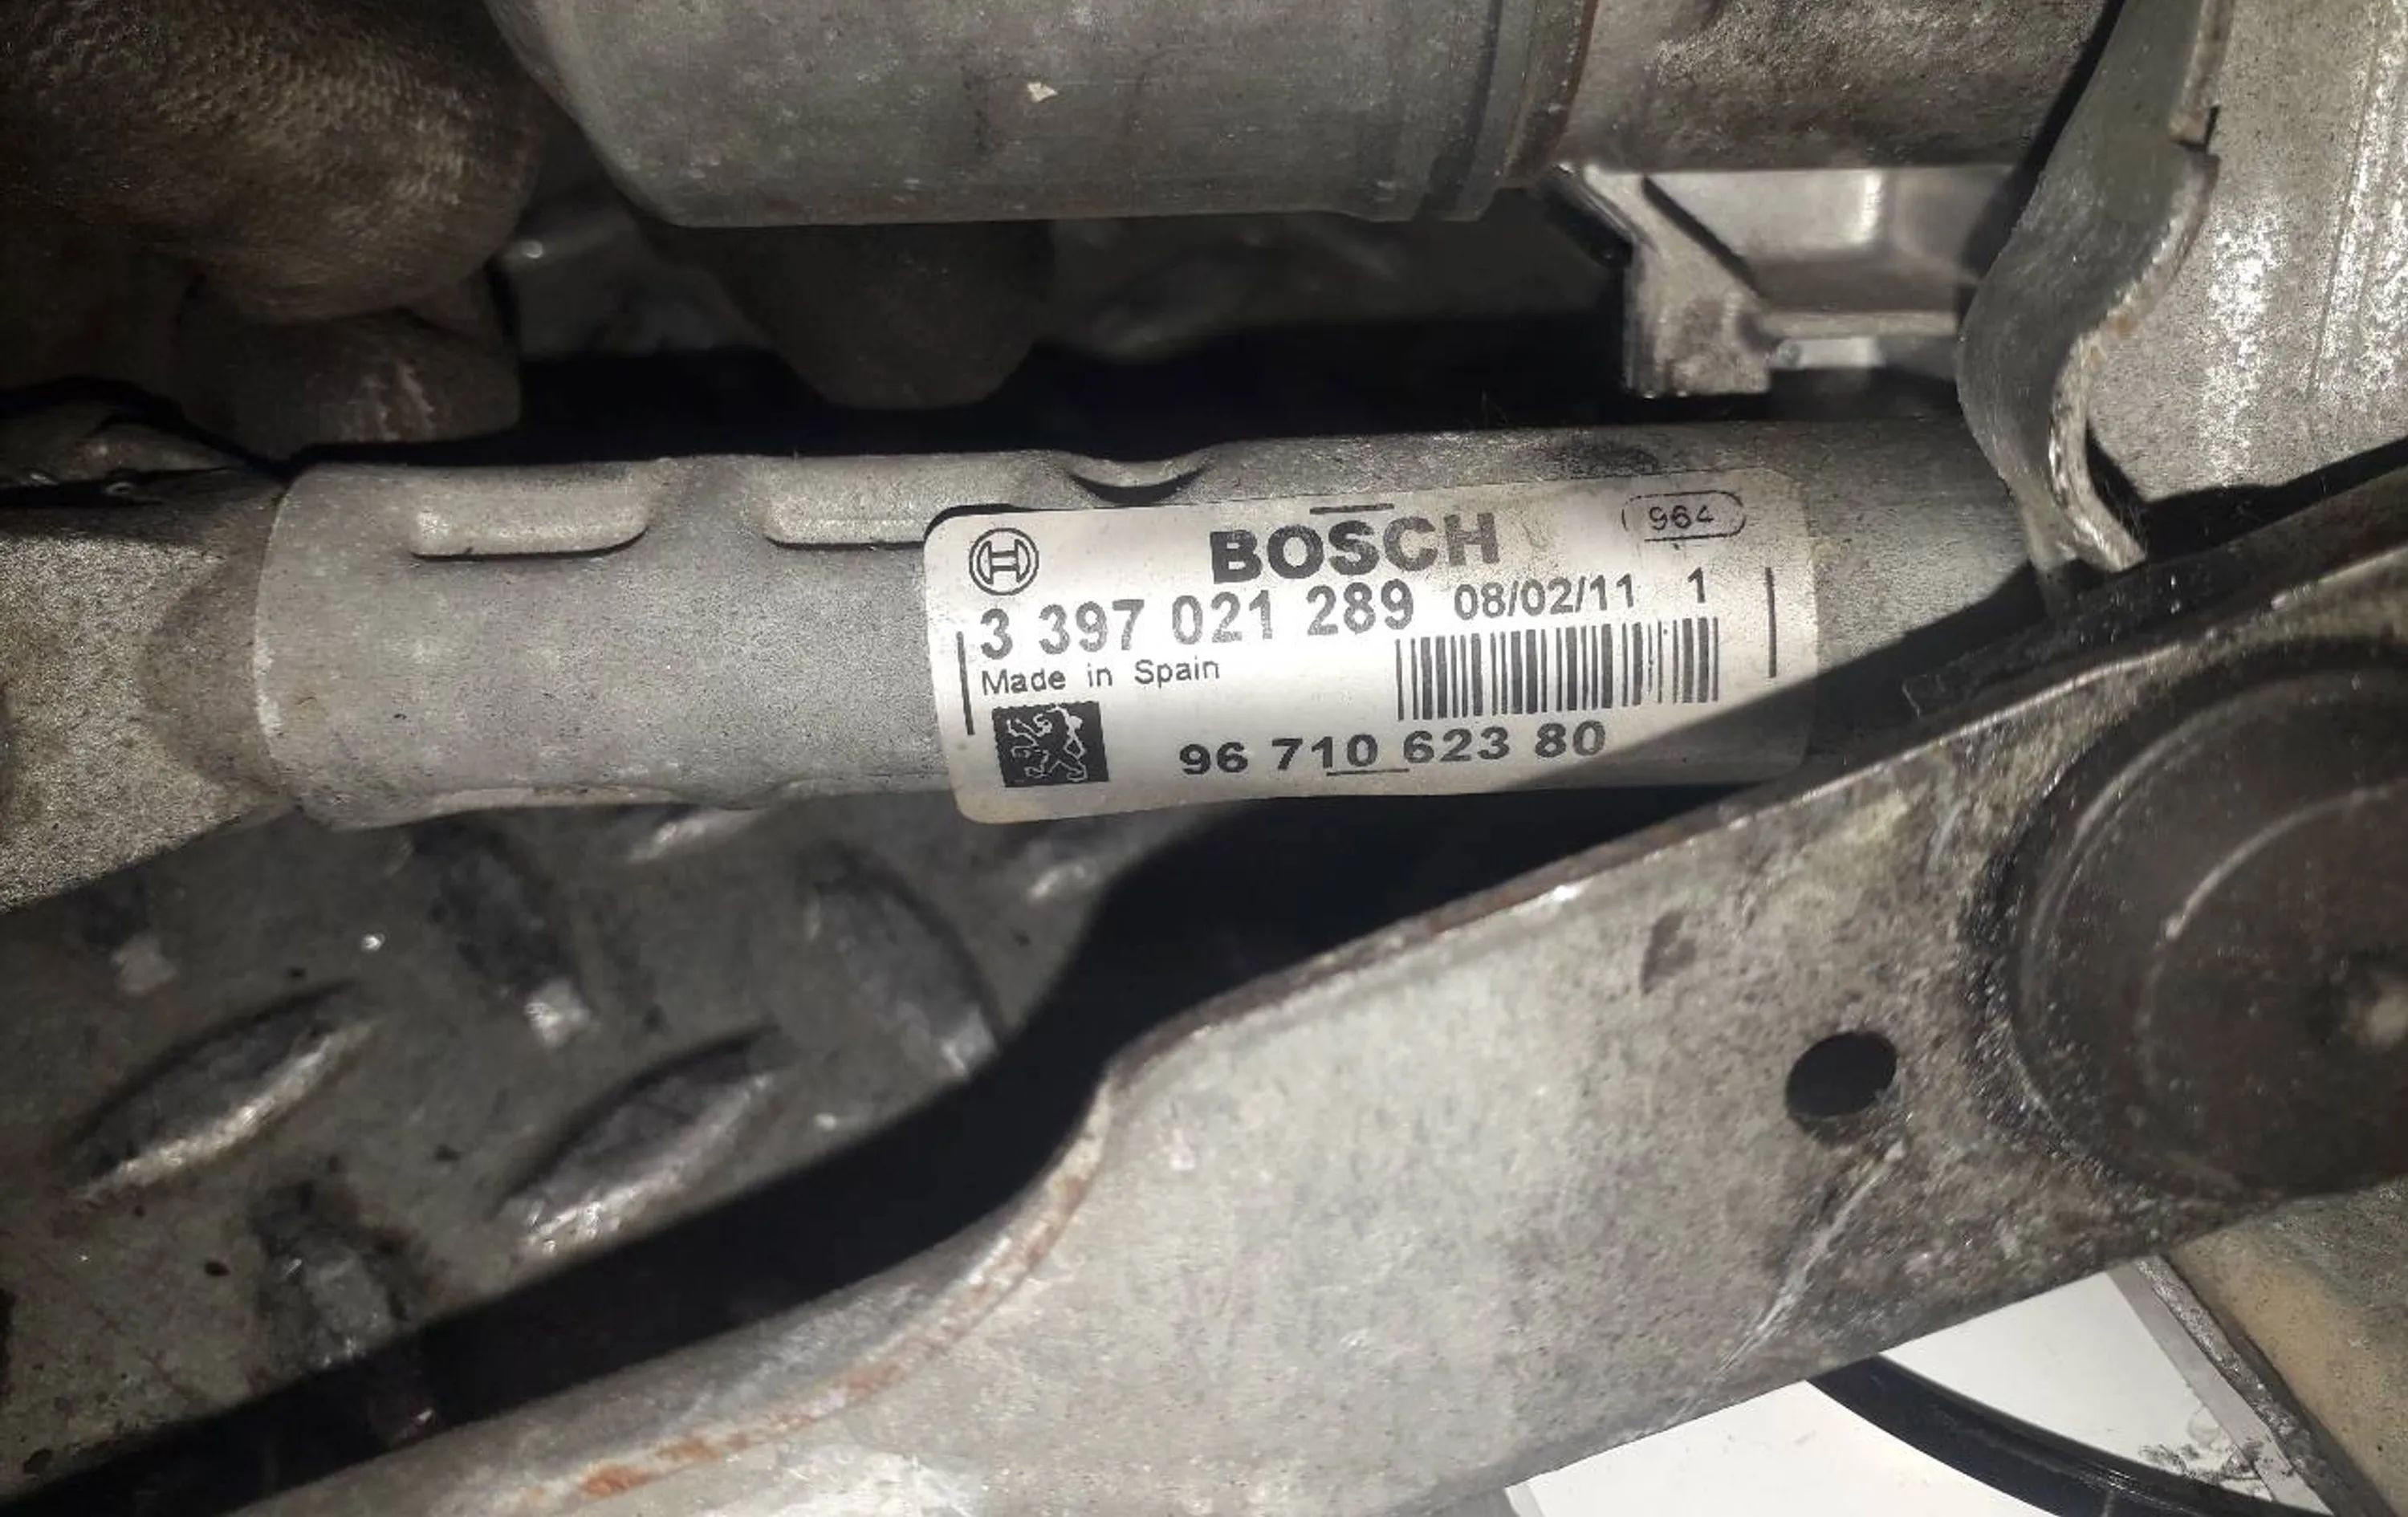 BOSCH 964
3 397 021 289 08/02/11 1
Made in Spain
96 710 623 80